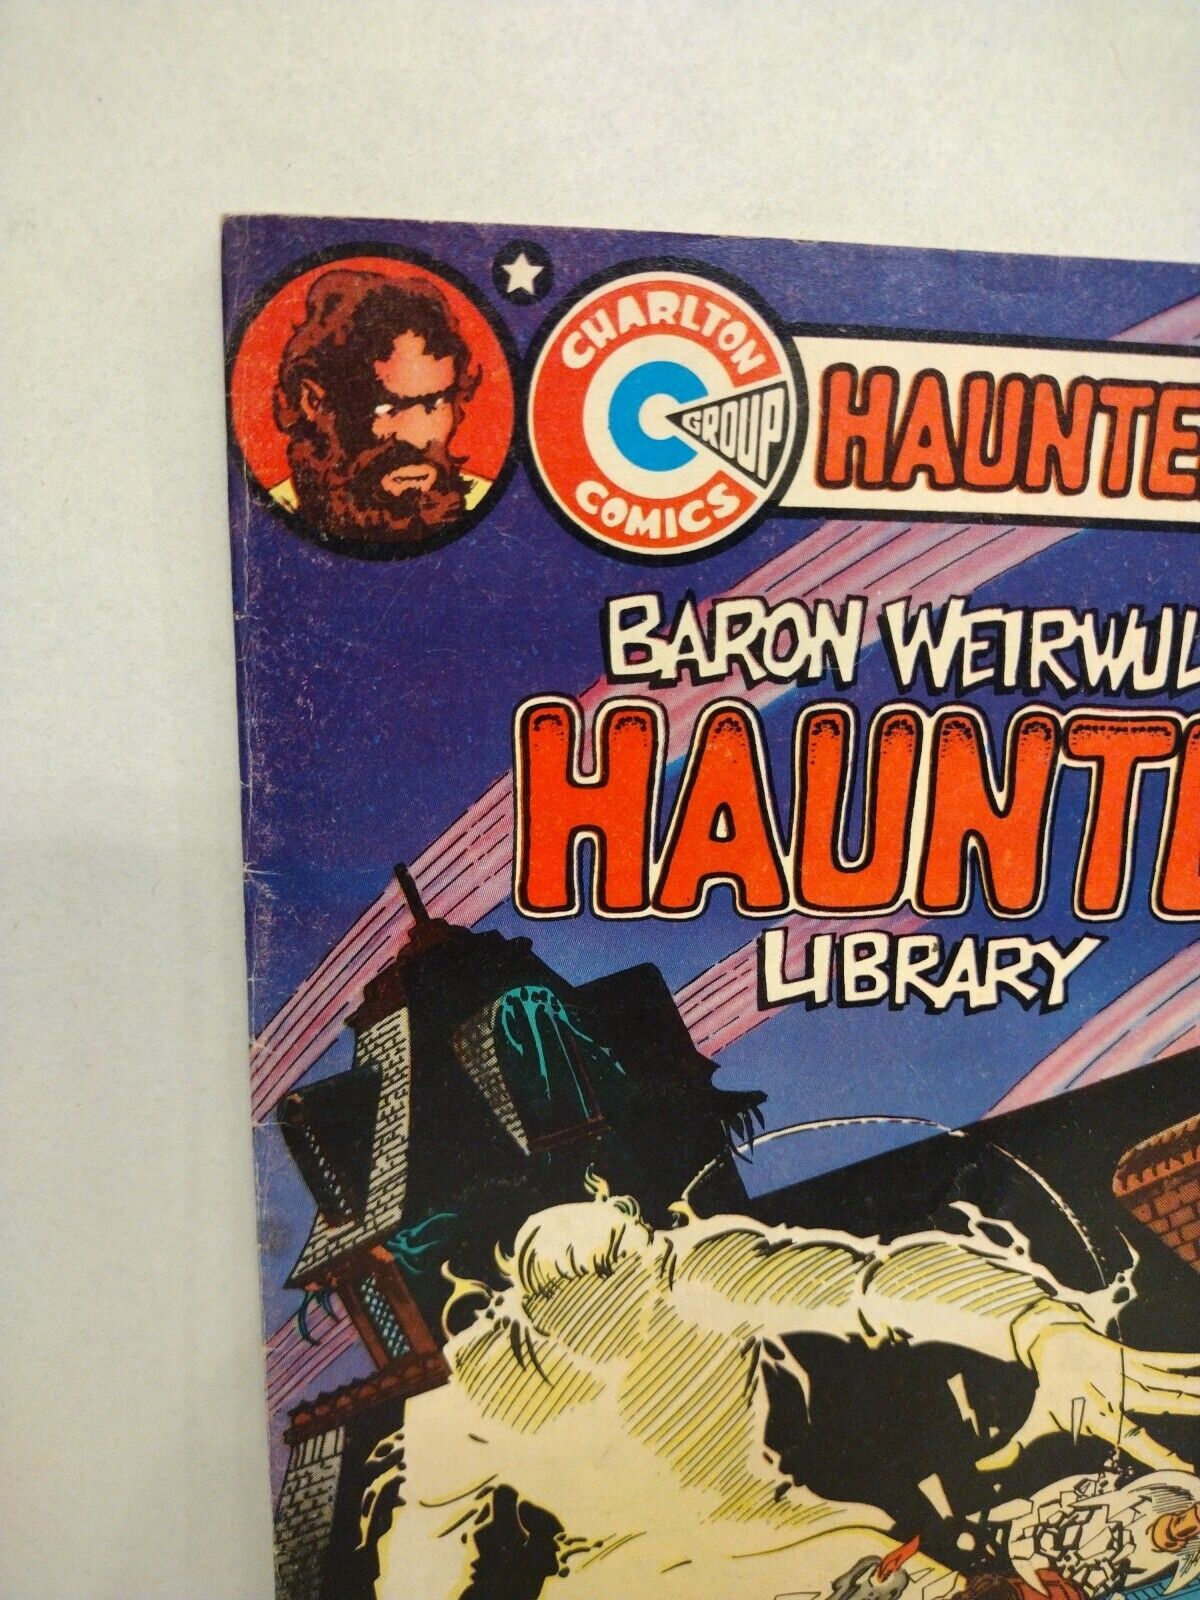 CHARLTON
COMICS
GROUP
C
HAUNTE
BARON WEIRWUL
HAUNTE
LIBRARY